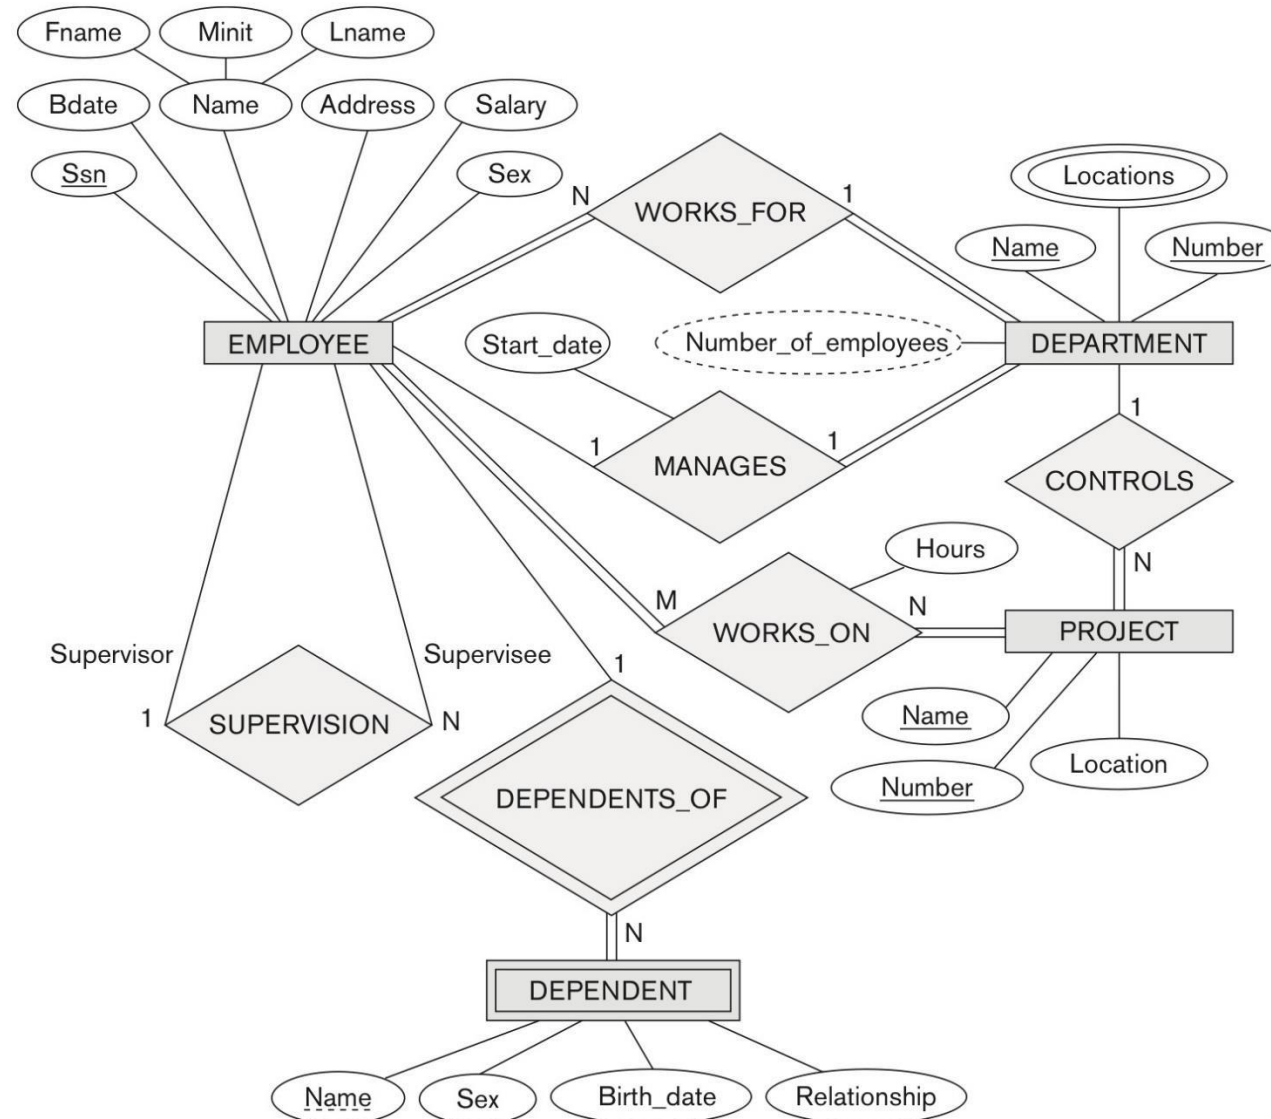 Fname
Minit
Lname
Bdate
Name
Address
Salary
Ssn
Sex
N
WORKS_FOR
1
Locations
Name
Number
EMPLOYEE
Start_date
Number_of_employees
DEPARTMENT
1
MANAGES
1
1
CONTROLS
N
Hours
M
WORKS_ON
N
PROJECT
Supervisor
Supervisee
1
SUPERVISION
N
1
Name
Number
Location
DEPENDENTS_OF
N
DEPENDENT
Name
Sex
Birth_date
Relationship